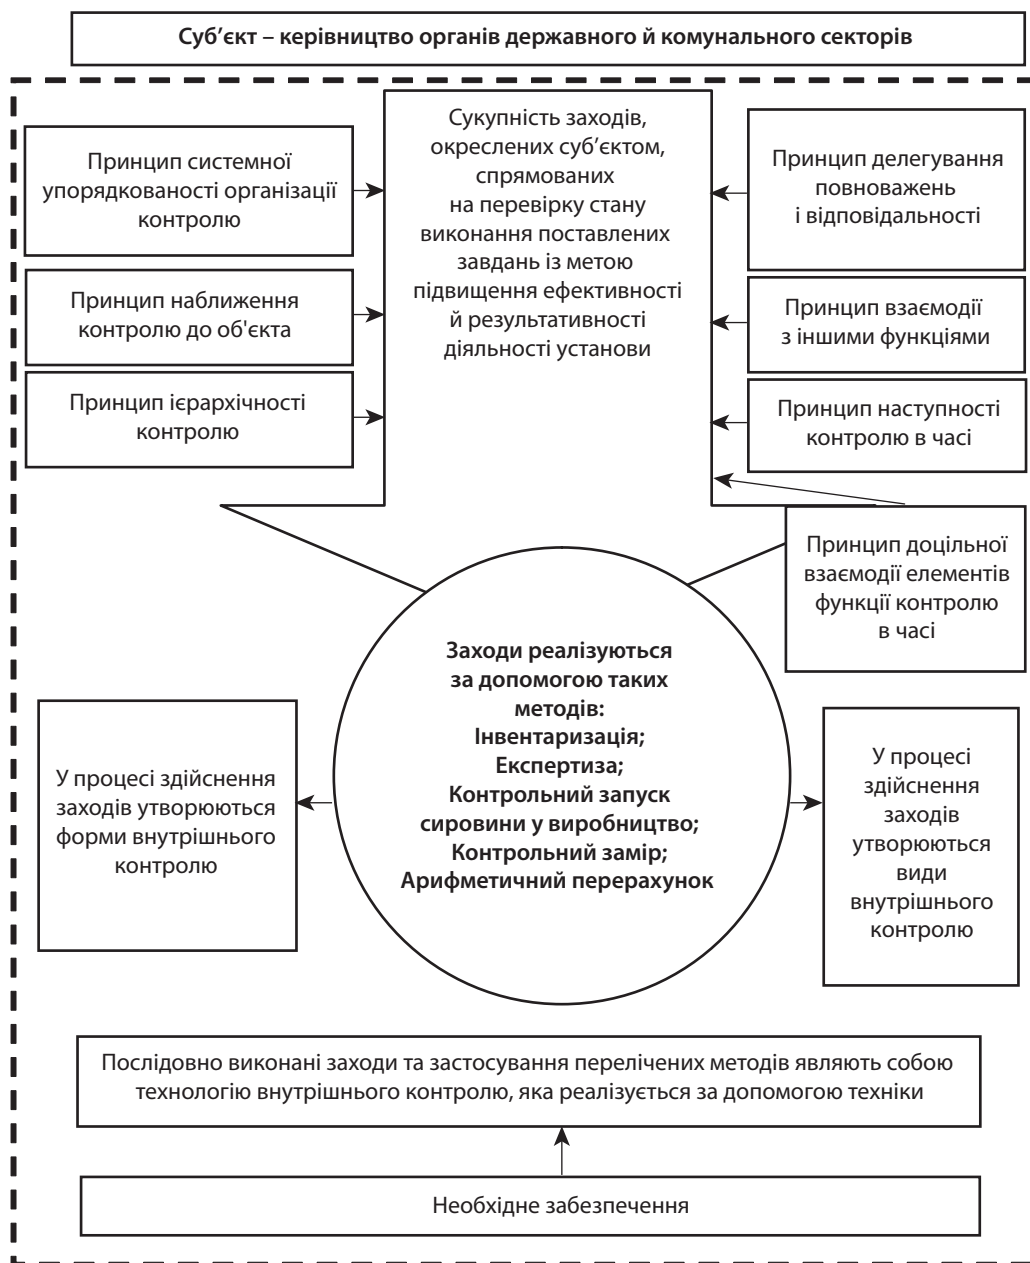 Суб’єкт – керівництво органів державного й комунального секторів
Принцип системної
упорядкованості організації
контролю
Принцип наближення
контролю до об'єкта
Принцип ієрархічності
контролю
Сукупність заходів,
окреслених суб’єктом,
спрямованих
на перевірку стану
виконання поставлених
завдань із метою
підвищення ефективності
й результативності
діяльності установи
Принцип делегування
повноважень
і відповідальності
Принцип взаємодії
з іншими функціями
Принцип наступності
контролю в часі
Принцип доцільної
взаємодії елементів
функції контролю
в часі
Заходи реалізуються
за допомогою таких
методів:
Інвентаризація;
Експертиза;
Контрольний запуск
сировини у виробництво;
Контрольний замір;
Арифметичний перерахунок
У процесі здійснення
заходів утворюються
форми внутрішнього
контролю
У процесі
здійснення
заходів
утворюються
види
внутрішнього
контролю
Послідовно виконані заходи та застосування перелічених методів являють собою
технологію внутрішнього контролю, яка реалізується за допомогою техніки
Необхідне забезпечення